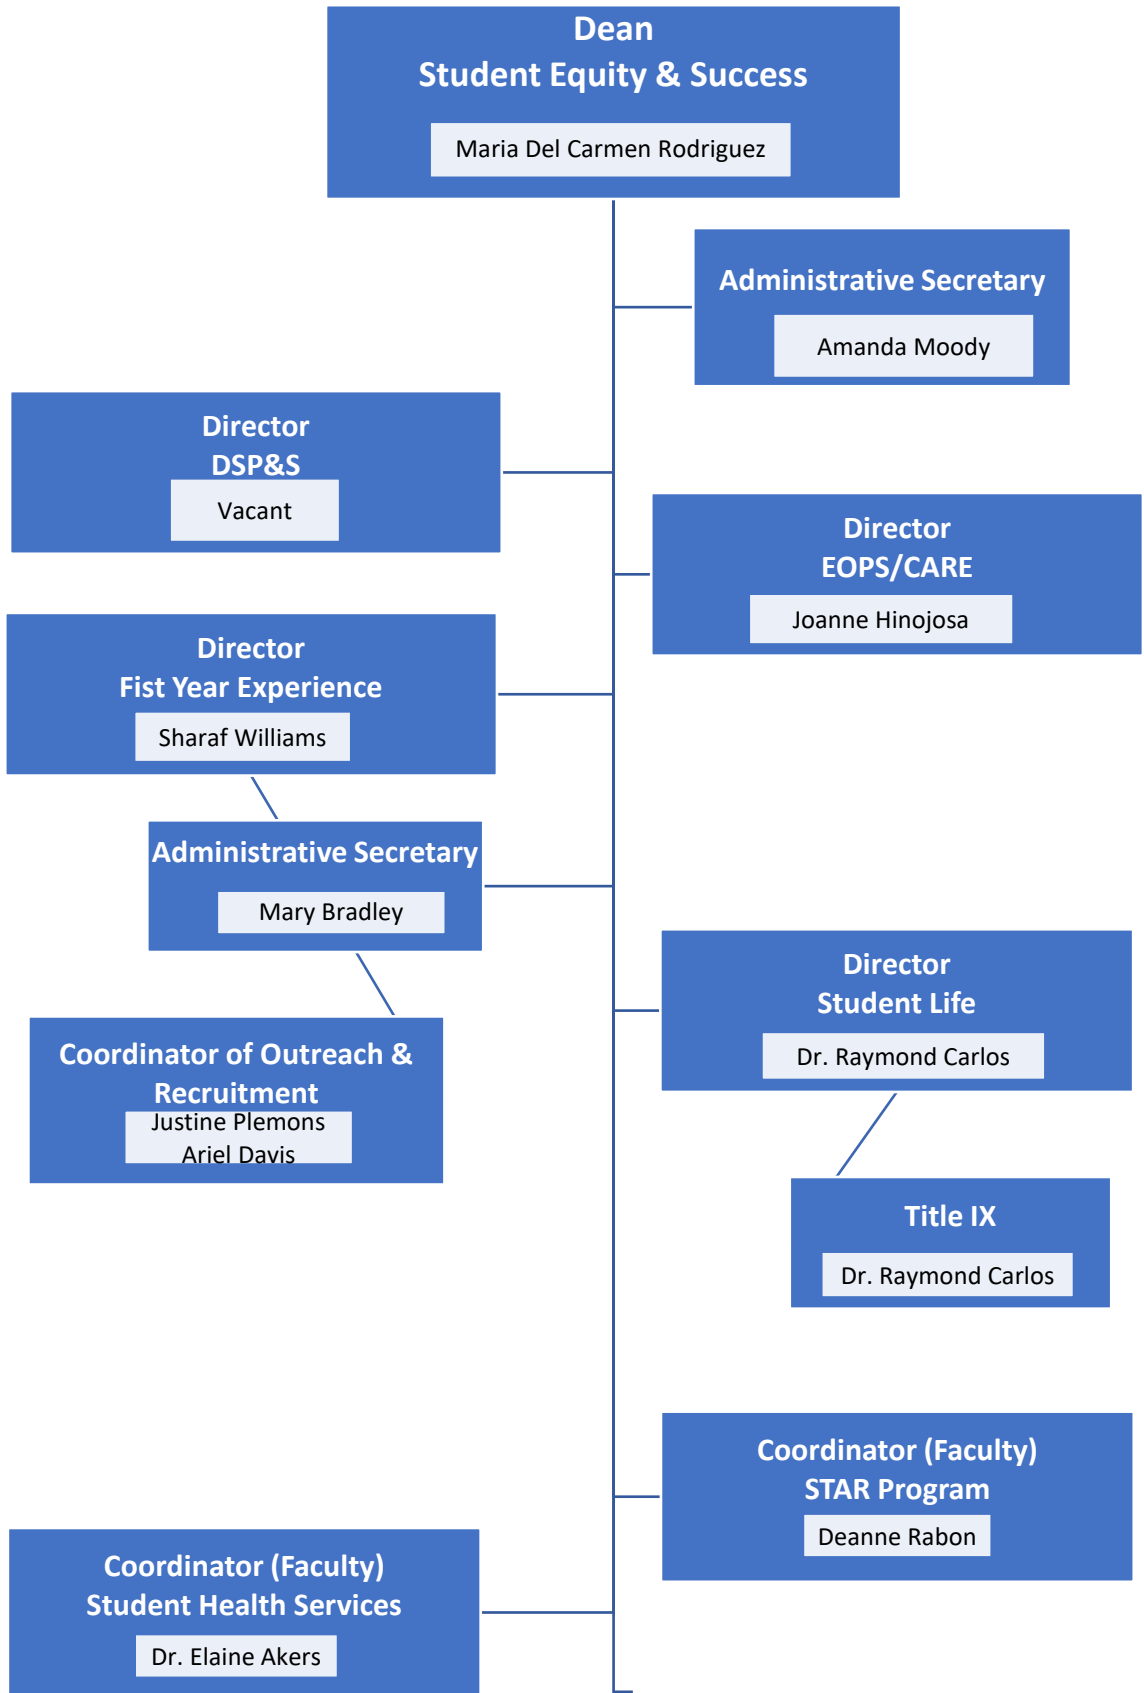 Dean
Student Equity & Success
Maria Del Carmen Rodriguez
Administrative Secretary
Amanda Moody
Director
DSP&S
Vacant
Director
EOPS/CARE
Joanne Hinojosa
Director
Fist Year Experience
Sharaf Williams
Administrative Secretary
Mary Bradley
Director
Student Life
Dr. Raymond Carlos
Coordinator of Outreach &
Recruitment
Justine Plemons
Ariel Davis
Title IX
Dr. Raymond Carlos
Coordinator (Faculty)
STAR Program
Deanne Rabon
Coordinator (Faculty)
Student Health Services
Dr. Elaine Akers